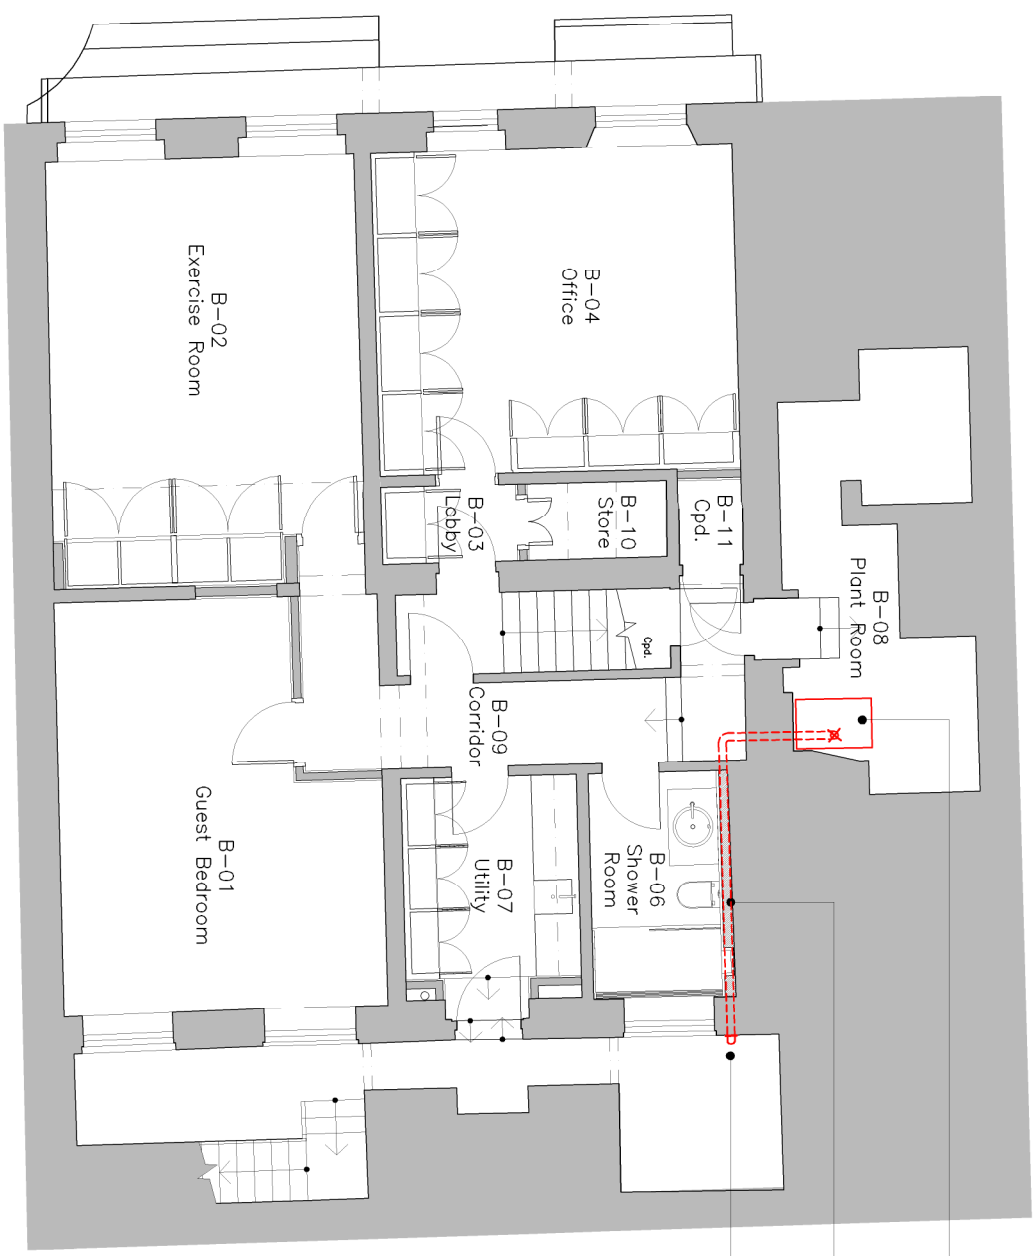 B-02
Exercise Room
B-04
Office
B-03
Lobby
B-10
Store
B-11
Cpd.
B-08
Plant Room
Cpd.
B-09
Corridor
B-01
Guest Bedroom
B-07
Utility
B-06
Shower
Room